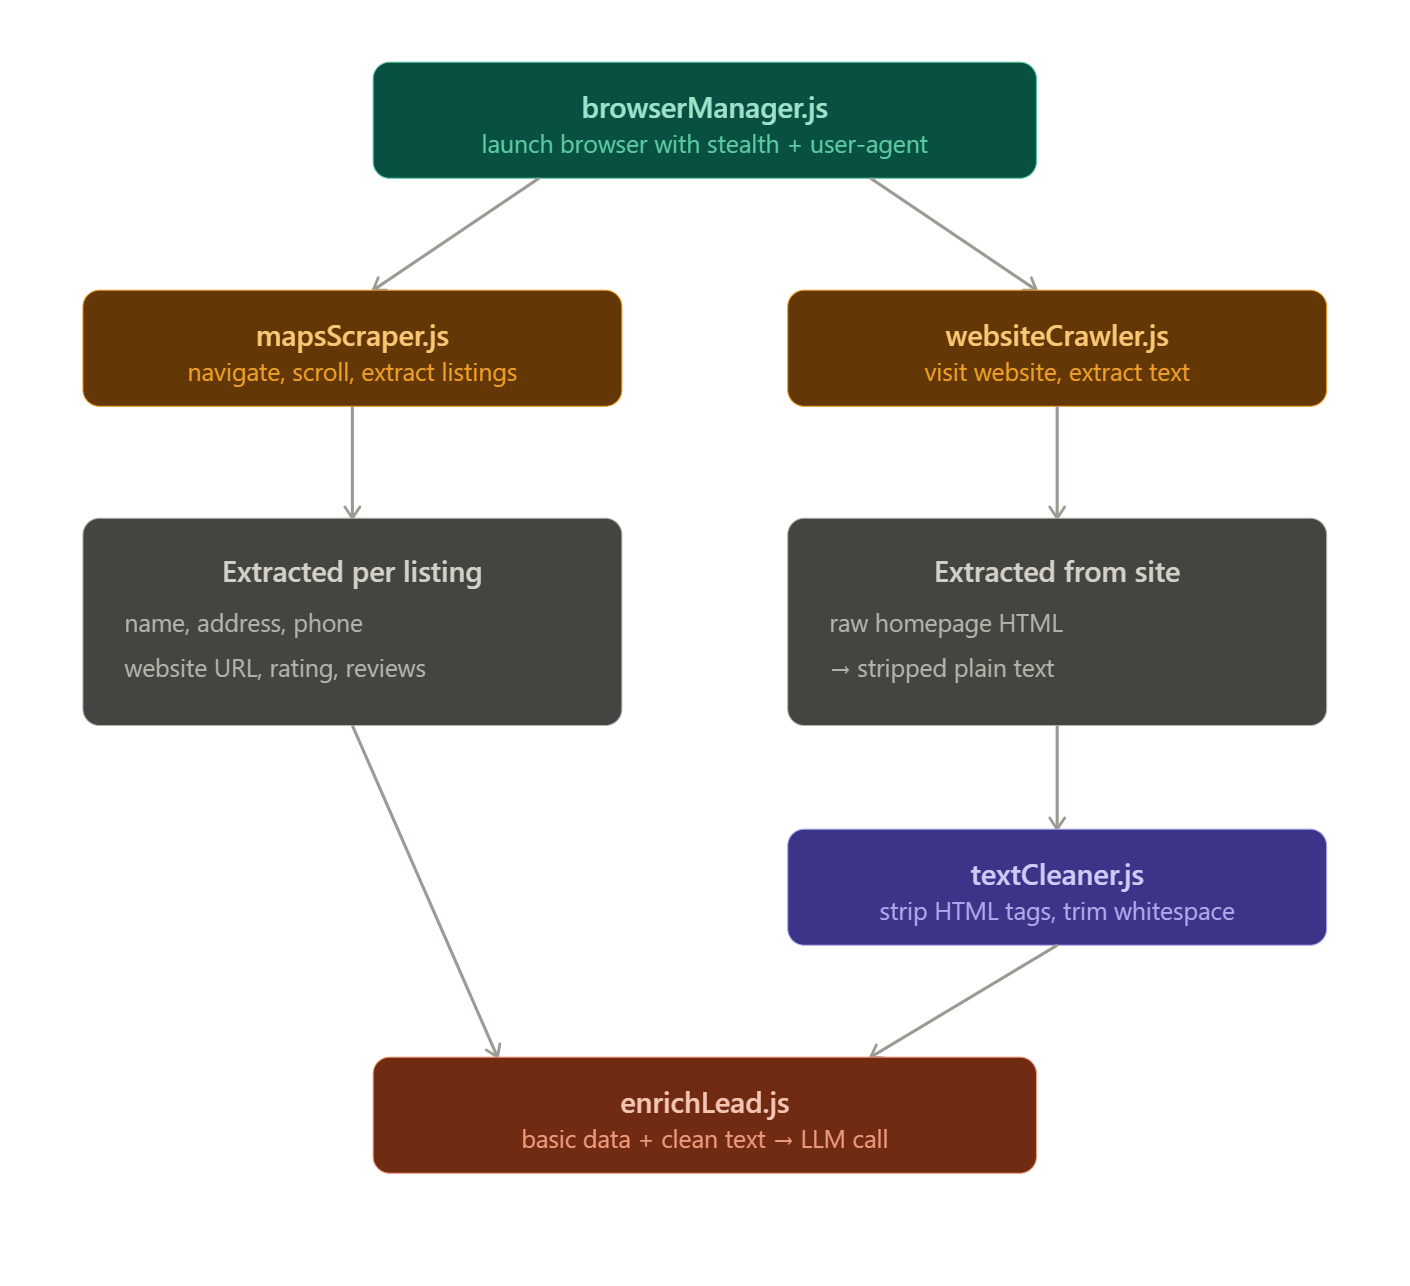 browserManager.js
launch browser with stealth + user-agent
mapsScraper.js
navigate, scroll, extract listings
websiteCrawler.js
visit website, extract text
Extracted per listing
name, address, phone
website URL, rating, reviews
Extracted from site
raw homepage HTML
→ stripped plain text
textCleaner.js
strip HTML tags, trim whitespace
enrichLead.js
basic data + clean text → LLM call